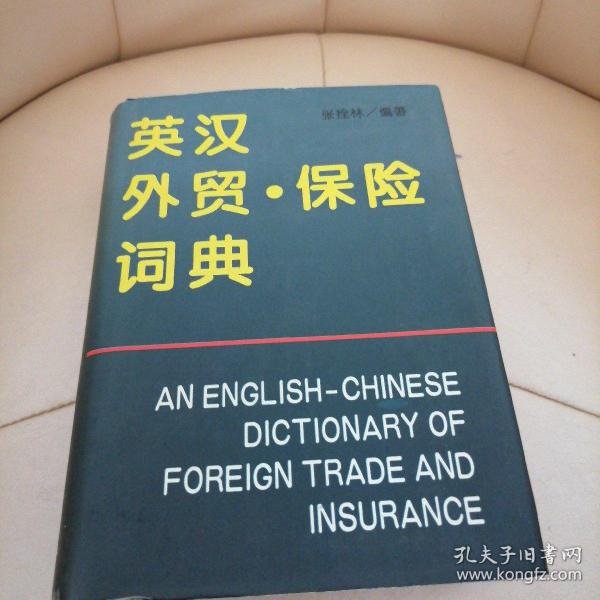 张拴林/编著
英汉
外贸·保险
词典
AN ENGLISH-CHINESE
DICTIONARY OF
FOREIGN TRADE AND
INSURANCE
孔夫子旧书网
www.kongfz.com